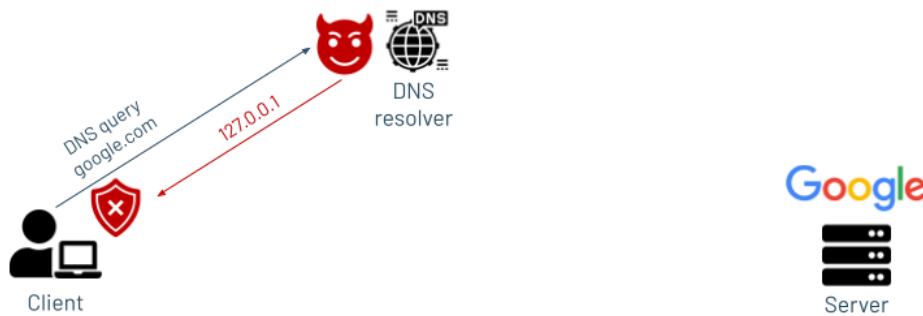 DNS
DNS
resolver
DNS query
google.com
127.0.0.1
Google
Client
Server